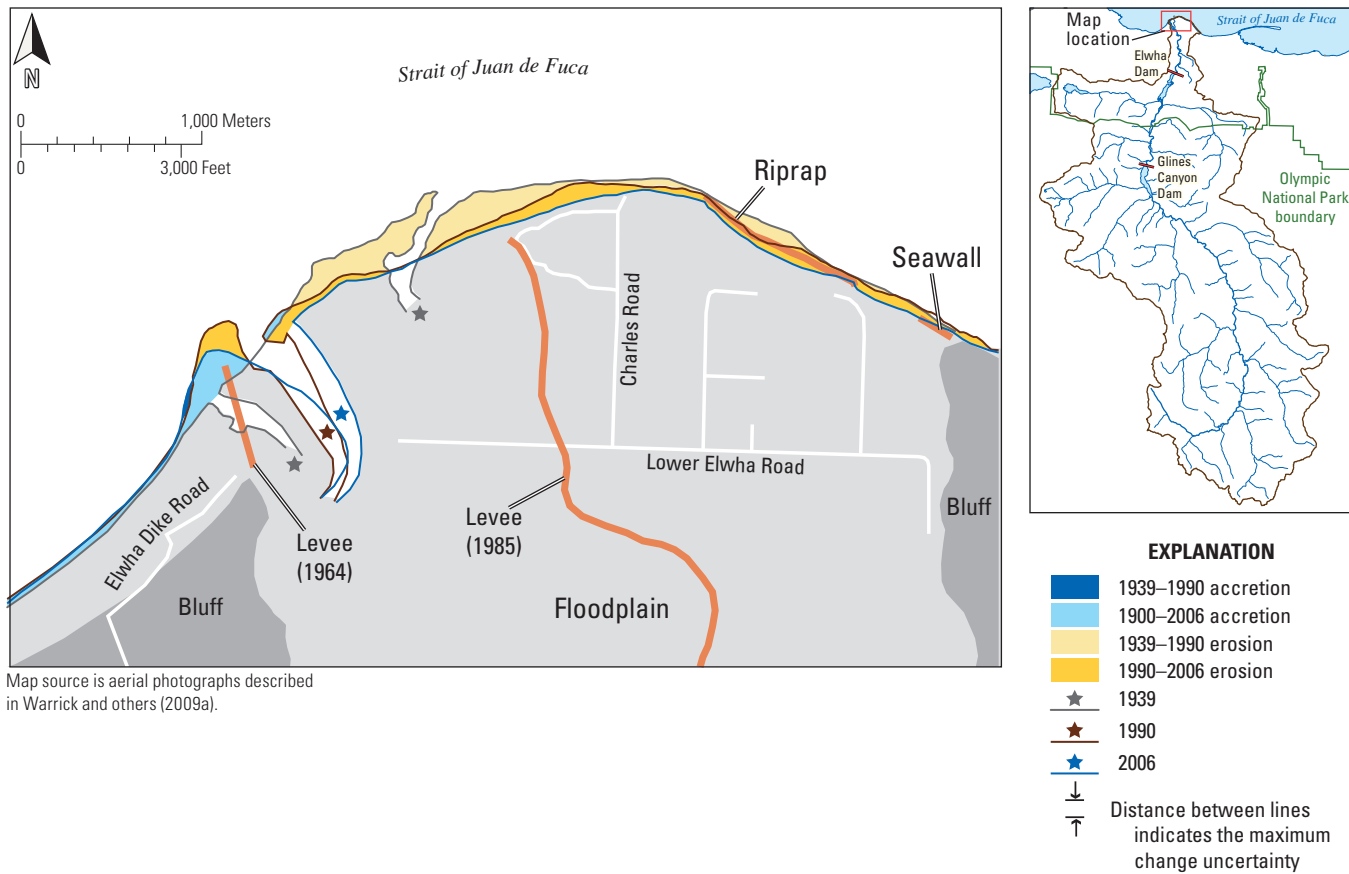 N
Strait of Juan de Fuca
0
1,000 Meters
0
3,000 Feet
Riprap
Seawall
Charles Road
Lower Elwha Road
Elwha Dike Road
Levee
(1964)
Levee
(1985)
Bluff
Floodplain
Bluff
Map source is aerial photographs described
in Warrick and others (2009a).
Map
location
Strait of Juan de Fuca
Elwha
Dam
Glines
Canyon
Dam
Olympic
National Park
boundary
EXPLANATION
1939–1990 accretion
1900–2006 accretion
1939–1990 erosion
1990–2006 erosion
1939
1990
2006
Distance between lines
indicates the maximum
change uncertainty